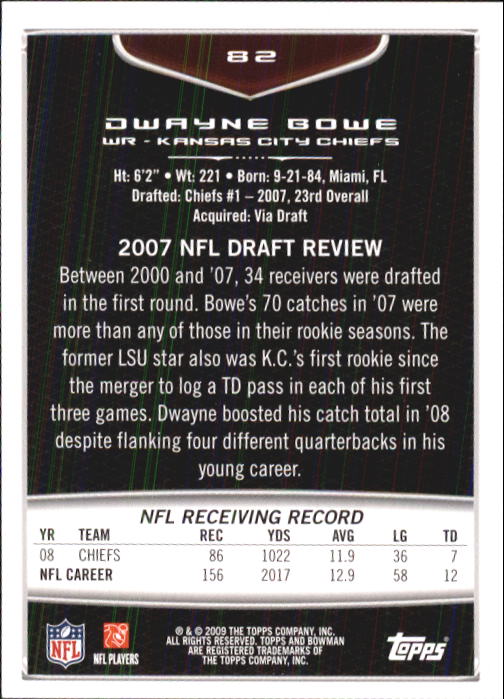 82
DWAYNE BOWE
WR - KANSAS CITY CHIEFS
Ht: 6'2" • Wt: 221 • Born: 9-21-84, Miami, FL
Drafted: Chiefs #1 – 2007, 23rd Overall
Acquired: Via Draft
2007 NFL DRAFT REVIEW
Between 2000 and '07, 34 receivers were drafted
in the first round. Bowe's 70 catches in '07 were
more than any of those in their rookie seasons. The
former LSU star also was K.C.'s first rookie since
the merger to log a TD pass in each of his first
three games. Dwayne boosted his catch total in '08
despite flanking four different quarterbacks in his
young career.
NFL RECEIVING RECORD
YR TEAM REC YDS AVG LG TD
08 CHIEFS 86 1022 11.9 36 7
NFL CAREER 156 2017 12.9 58 12
NFL
NFL PLAYERS
® & © 2009 THE TOPPS COMPANY, INC.
ALL RIGHTS RESERVED. TOPPS AND BOWMAN
ARE REGISTERED TRADEMARKS OF
THE TOPPS COMPANY, INC.
Topps